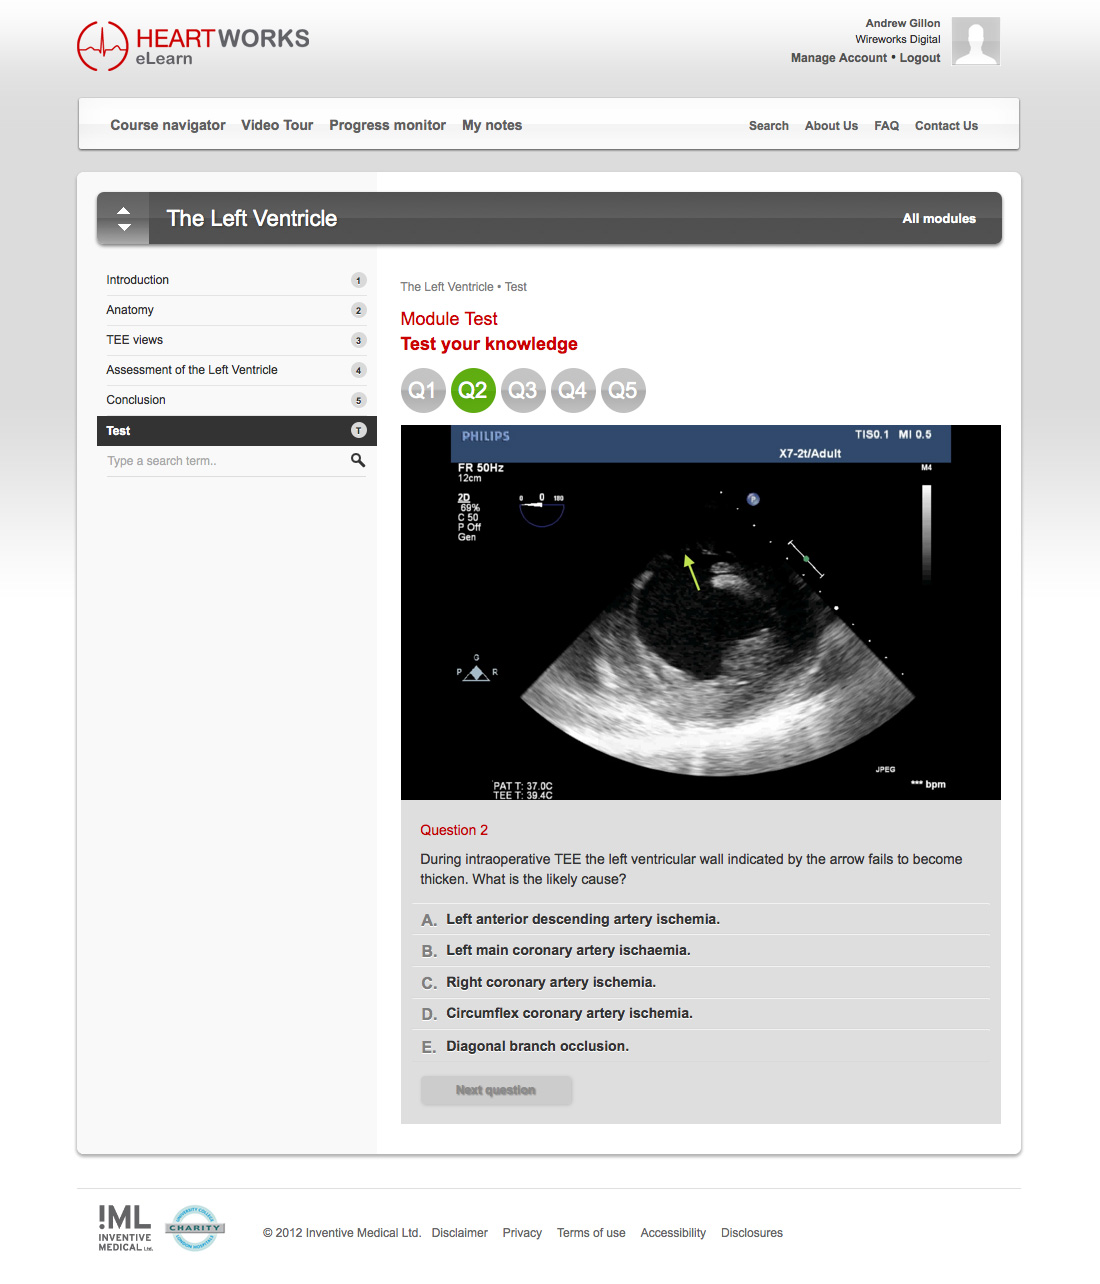 HEARTWORKS
eLearn
Andrew Gillon
Wireworks Digital
Manage Account • Logout
Course navigator Video Tour Progress monitor My notes
Search About Us FAQ Contact Us
The Left Ventricle
All modules
Introduction 1
Anatomy 2
TEE views 3
Assessment of the Left Ventricle 4
Conclusion 5
Test T
Type a search term..
The Left Ventricle • Test
Module Test
Test your knowledge
Q1 Q2 Q3 Q4 Q5
PHILIPS
TIS0.1 MI 0.5
X7-2t/Adult
FR 50Hz
12cm
M4
2D
69%
C 50
P Off
Gen
0 0 180
P
G
P R
JPEG
*** bpm
PAT T: 37.0C
TEE T: 39.4C
Question 2
During intraoperative TEE the left ventricular wall indicated by the arrow fails to become
thicken. What is the likely cause?
A. Left anterior descending artery ischemia.
B. Left main coronary artery ischaemia.
C. Right coronary artery ischemia.
D. Circumflex coronary artery ischemia.
E. Diagonal branch occlusion.
Next question
IML
INVENTIVE
MEDICAL Ltd.
UNIVERSITY COLLEGE
CHARITY
LONDON HOSPITALS
© 2012 Inventive Medical Ltd. Disclaimer Privacy Terms of use Accessibility Disclosures